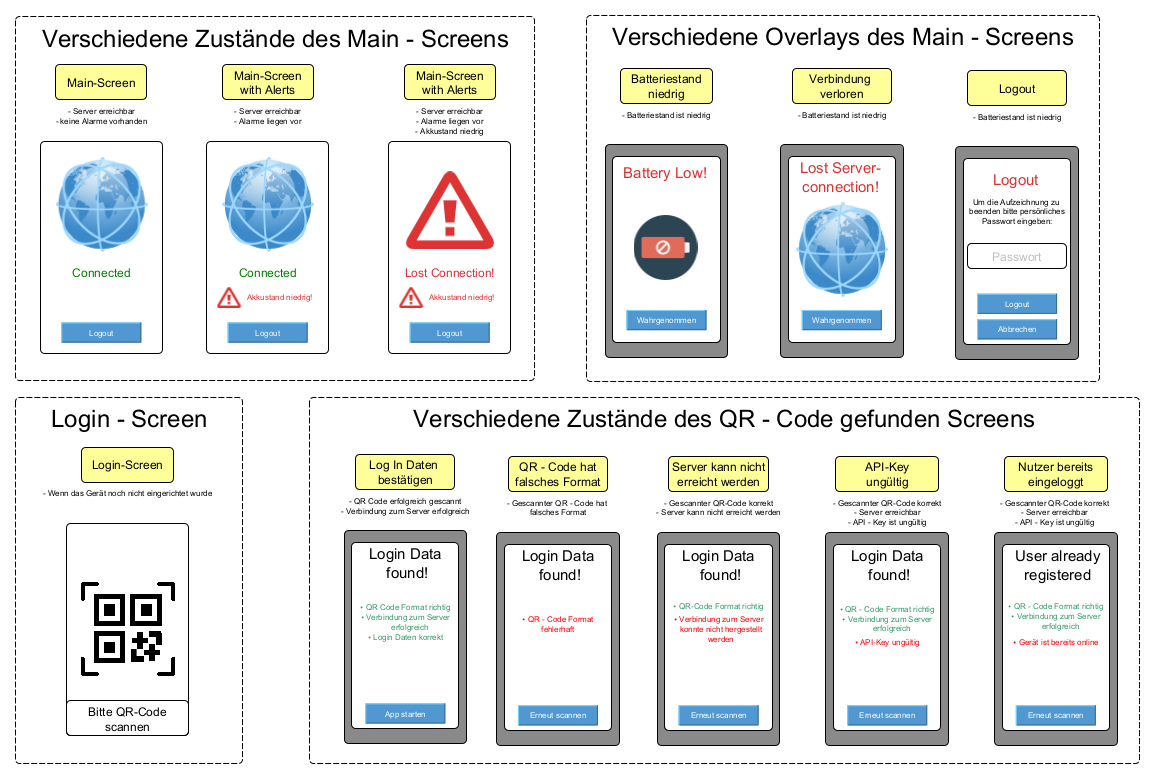 Verschiedene Zustände des Main - Screens
Main-Screen
- Server erreichbar
- keine Alarme vorhanden
Connected
Logout
Main-Screen
with Alerts
- Server erreichbar
- Alarme liegen vor
Connected
Akkustand niedrig!
Logout
Main-Screen
with Alerts
- Server erreichbar
- Alarme liegen vor
- Akkustand niedrig
Lost Connection!
Akkustand niedrig!
Logout
Verschiedene Overlays des Main - Screens
Batteriestand
niedrig
- Batteriestand ist niedrig
Battery Low!
Wahrgenommen
Verbindung
verloren
- Batteriestand ist niedrig
Lost Server-
connection!
Wahrgenommen
Logout
- Batteriestand ist niedrig
Logout
Um die Aufzeichnung zu
beenden bitte persönliches
Passwort eingeben:
Passwort
Logout
Abbrechen
Login - Screen
Login-Screen
- Wenn das Gerät noch nicht eingerichtet wurde
Bitte QR-Code
scannen
Verschiedene Zustände des QR - Code gefunden Screens
Log In Daten
bestätigen
- QR Code erfolgreich gescannt
- Verbindung zum Server erfolgreich
Login Data
found!
• QR Code Format richtig
• Verbindung zum Server
erfolgreich
• Login Daten korrekt
App starten
QR - Code hat
falsches Format
- Gescannter QR - Code hat
falsches Format
Login Data
found!
• QR - Code Format
fehlerhaft
Erneut scannen
Server kann nicht
erreicht werden
- Gescannter QR-Code korrekt
- Server kann nicht erreicht werden
Login Data
found!
• QR-Code Format richtig
• Verbindung zum Server
konnte nicht hergestellt
werden
Erneut scannen
API-Key
ungültig
- Gescannter QR-Code korrekt
- Server erreichbar
- API - Key ist ungültig
Login Data
found!
• QR - Code Format richtig
• Verbindung zum Server
erfolgreich
• API-Key ungültig
Erneut scannen
Nutzer bereits
eingeloggt
- Gescannter QR-Code korrekt
- Server erreichbar
- API - Key ist ungültig
User already
registered
• QR - Code Format richtig
• Verbindung zum Server
erfolgreich
• Gerät ist bereits online
Erneut scannen